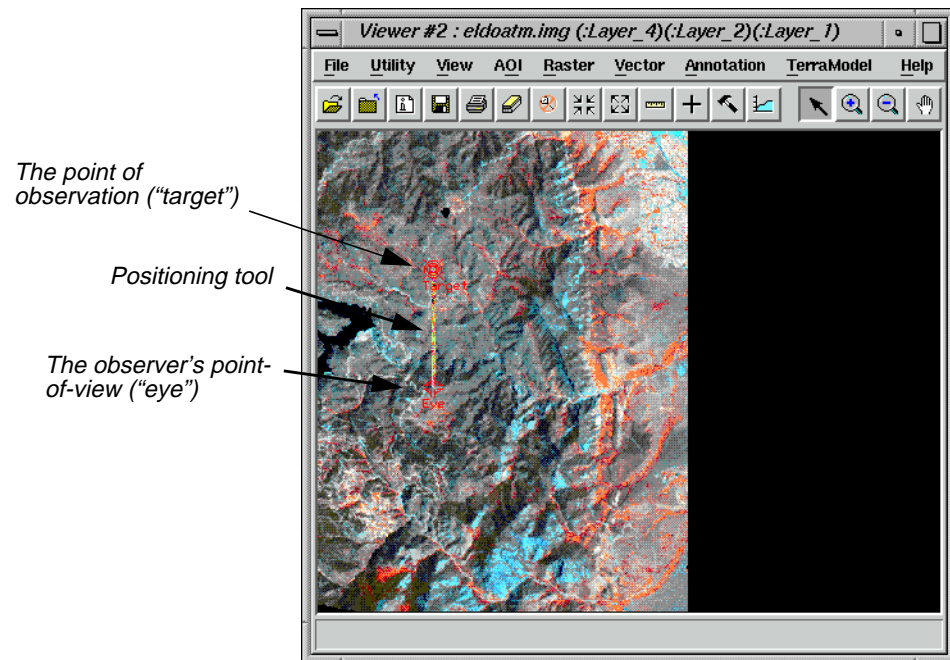 Viewer #2 : eldoatm.img (:Layer_4)(:Layer_2)(:Layer_1)
File Utility View AOI Raster Vector Annotation TerraModel Help
The point of
observation (“target”)
Target
Positioning tool
The observer’s point-
of-view (“eye”)
Eye